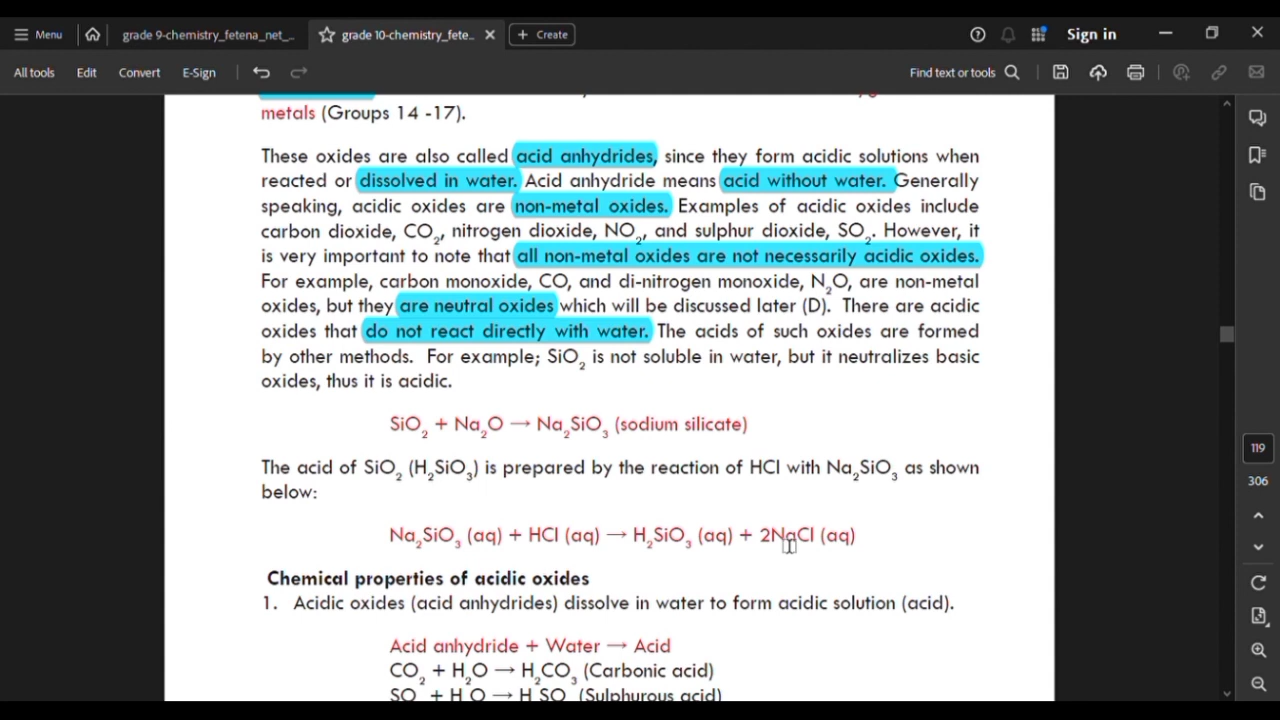 Menu
grade 9-chemistry_fetena_net_...
grade 10-chemistry_fete...
+ Create
Sign in
All tools
Edit
Convert
E-Sign
Find text or tools
metals (Groups 14 -17).
These oxides are also called acid anhydrides, since they form acidic solutions when
reacted or dissolved in water. Acid anhydride means acid without water. Generally
speaking, acidic oxides are non-metal oxides. Examples of acidic oxides include
carbon dioxide, CO₂, nitrogen dioxide, NO₂, and sulphur dioxide, SO₂. However, it
is very important to note that all non-metal oxides are not necessarily acidic oxides.
For example, carbon monoxide, CO, and di-nitrogen monoxide, N₂O, are non-metal
oxides, but they are neutral oxides which will be discussed later (D). There are acidic
oxides that do not react directly with water. The acids of such oxides are formed
by other methods. For example; SiO₂ is not soluble in water, but it neutralizes basic
oxides, thus it is acidic.
SiO₂ + Na₂O → Na₂SiO₃ (sodium silicate)
The acid of SiO₂ (H₂SiO₃) is prepared by the reaction of HCl with Na₂SiO₃ as shown
below:
Na₂SiO₃ (aq) + HCl (aq) → H₂SiO₃ (aq) + 2NaCl (aq)
Chemical properties of acidic oxides
1. Acidic oxides (acid anhydrides) dissolve in water to form acidic solution (acid).
Acid anhydride + Water → Acid
CO₂ + H₂O → H₂CO₃ (Carbonic acid)
SO + H O → H SO (Sulphurous acid)
119
306